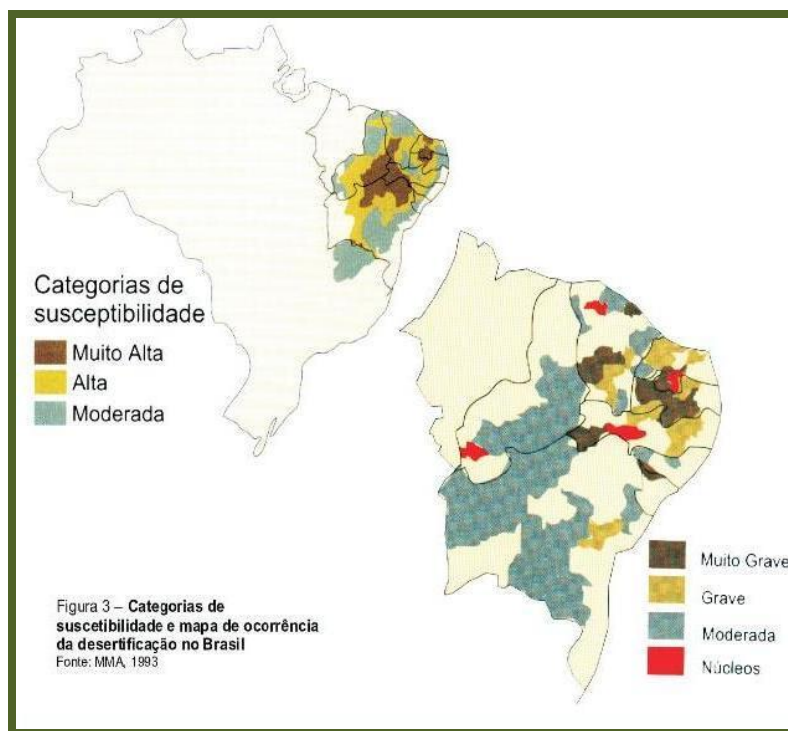 Categorias de
susceptibilidade
Muito Alta
Alta
Moderada
Muito Grave
Grave
Moderada
Núcleos
Figura 3 – Categorias de
suscetibilidade e mapa de ocorrência
da desertificação no Brasil
Fonte: MMA, 1993